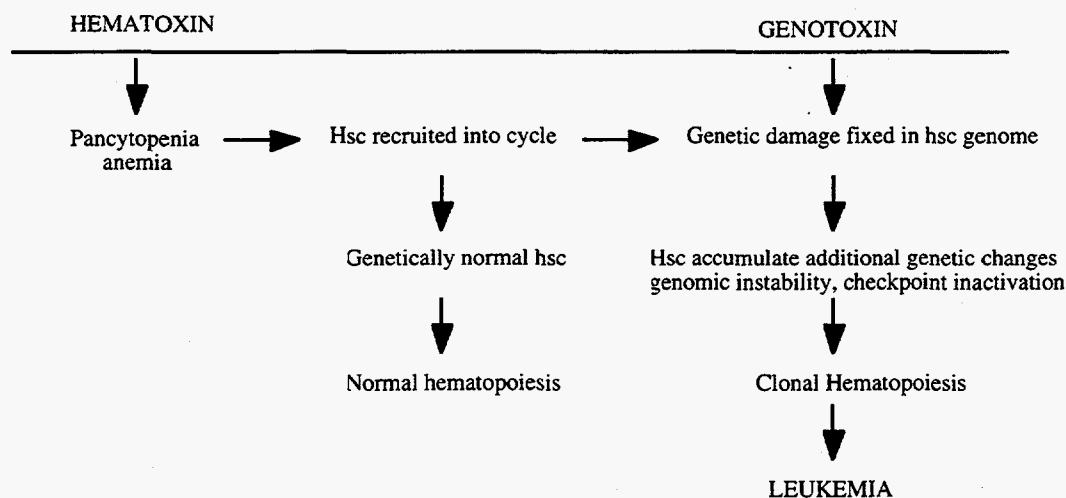 HEMATOXIN
GENOTOXIN
Pancytopenia
anemia
Hsc recruited into cycle
Genetic damage fixed in hsc genome
Genetically normal hsc
Hsc accumulate additional genetic changes
genomic instability, checkpoint inactivation
Normal hematopoiesis
Clonal Hematopoiesis
LEUKEMIA